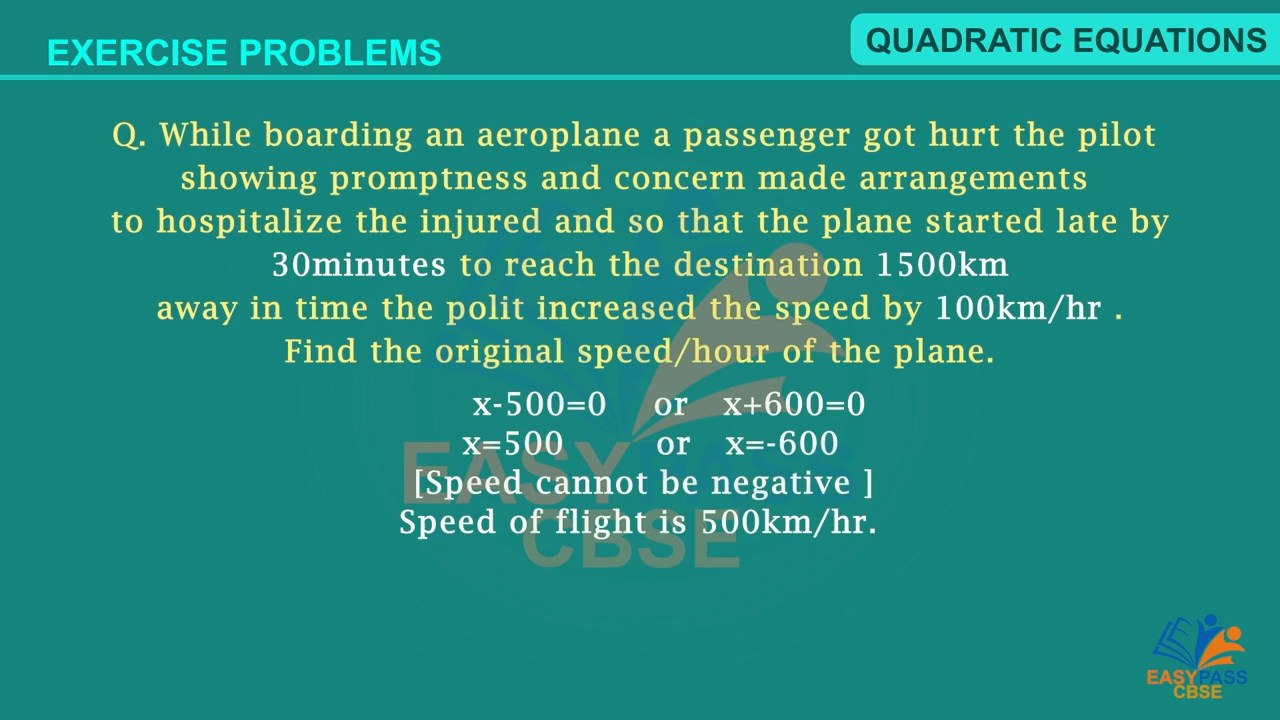 EXERCISE PROBLEMS
QUADRATIC EQUATIONS
Q. While boarding an aeroplane a passenger got hurt the pilot
showing promptness and concern made arrangements
to hospitalize the injured and so that the plane started late by
30minutes to reach the destination 1500km
away in time the polit increased the speed by 100km/hr .
Find the original speed/hour of the plane.
x-500=0 or x+600=0
x=500 or x=-600
[Speed cannot be negative ]
Speed of flight is 500km/hr.
EASYPASS
CBSE
EASYPASS
CBSE